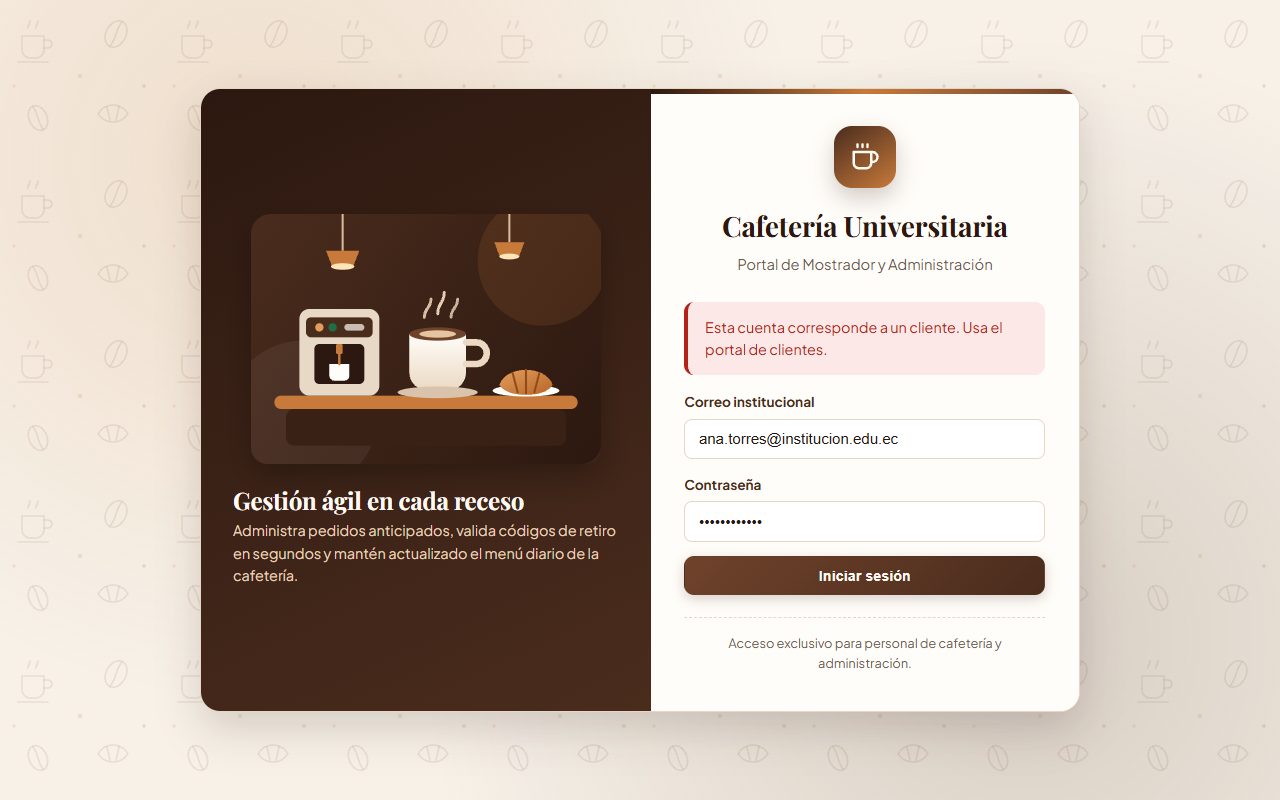 Gestión ágil en cada receso
Administra pedidos anticipados, valida códigos de retiro
en segundos y mantén actualizado el menú diario de la
cafetería.
Cafetería Universitaria
Portal de Mostrador y Administración
Esta cuenta corresponde a un cliente. Usa el
portal de clientes.
Correo institucional
ana.torres@institucion.edu.ec
Contraseña
••••••••••••
Iniciar sesión
Acceso exclusivo para personal de cafetería y
administración.